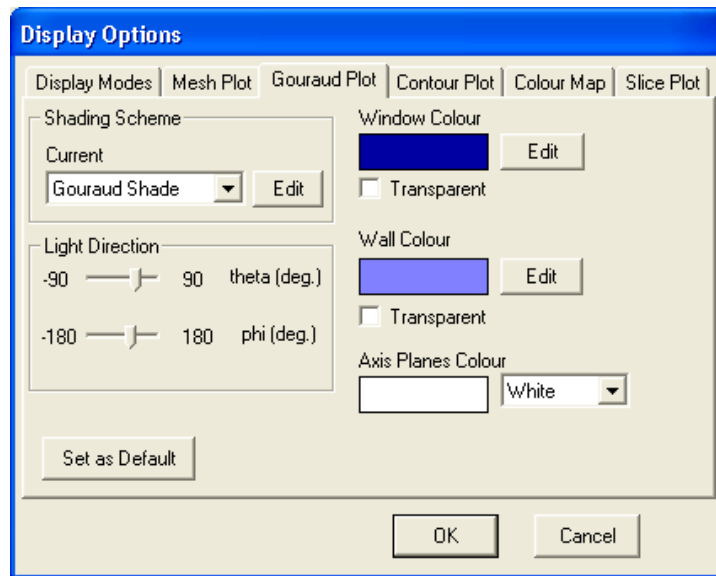 Display Options
Display Modes Mesh Plot Gouraud Plot Contour Plot Colour Map Slice Plot
Shading Scheme
Current
Gouraud Shade Edit
Light Direction
-90 90 theta (deg.)
-180 180 phi (deg.)
Set as Default
Window Colour
Edit
Transparent
Wall Colour
Edit
Transparent
Axis Planes Colour
White
OK Cancel